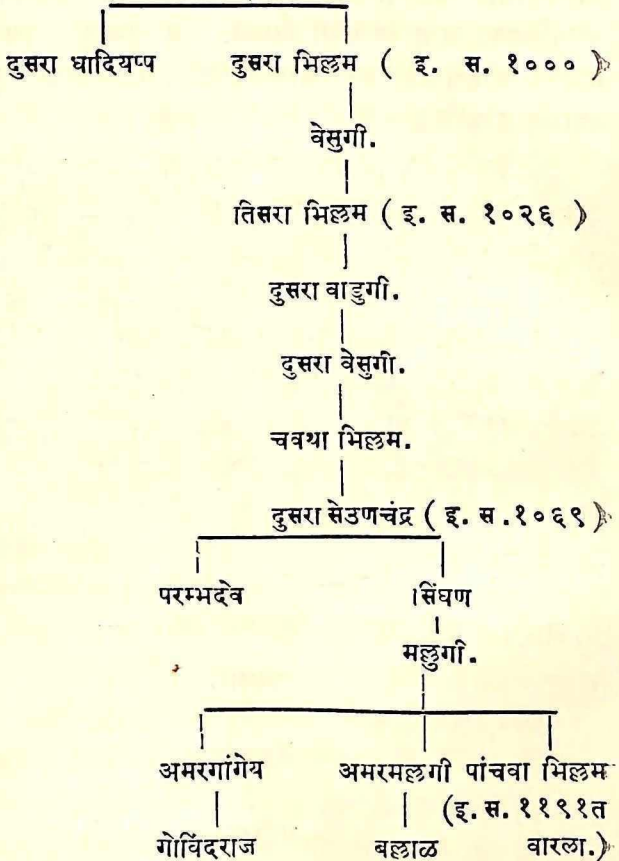 दुसरा धादियप्प दुसरा भिल्लम ( इ. स. १००० )
वेसुगी.
तिसरा भिल्लम ( इ. स. १०२६ )
दुसरा वाडुगी.
दुसरा वेसुगी.
चवथा भिल्लम.
दुसरा सेउणचंद्र ( इ. स. १०६९ )
परम्भदेव सिंघण
मल्लुगी.
अमरगांगेय अमरमल्लगी पांचवा भिल्लम
(इ. स. ११९१त
गोविंदराज बल्लाळ वारला.)